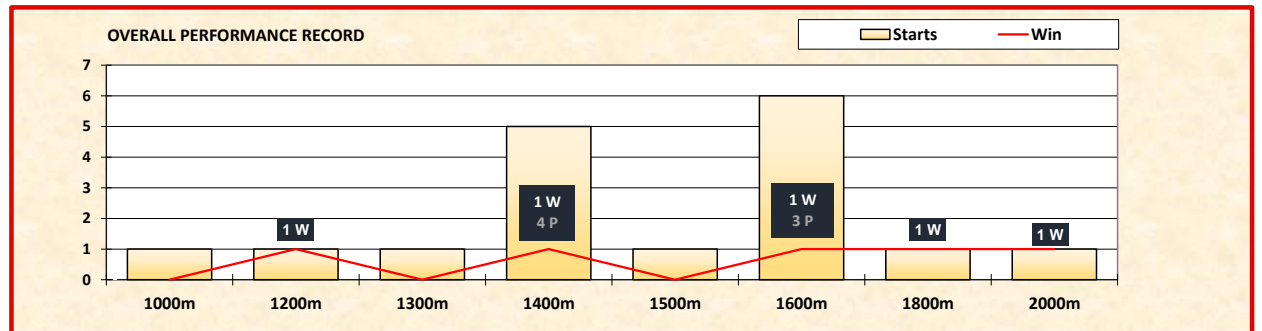 OVERALL PERFORMANCE RECORD
Starts
Win
7
6
5
4
3
2
1
0
1 W
1 W
4 P
1 W
3 P
1 W
1 W
1000m
1200m
1300m
1400m
1500m
1600m
1800m
2000m